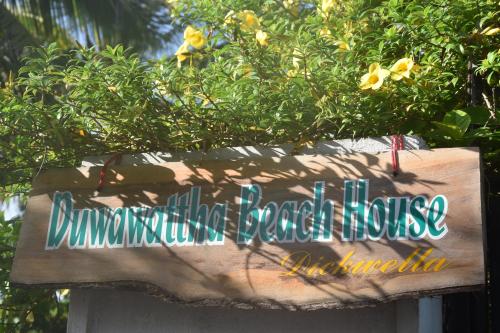 Duwawattha Beach House
Dickwella